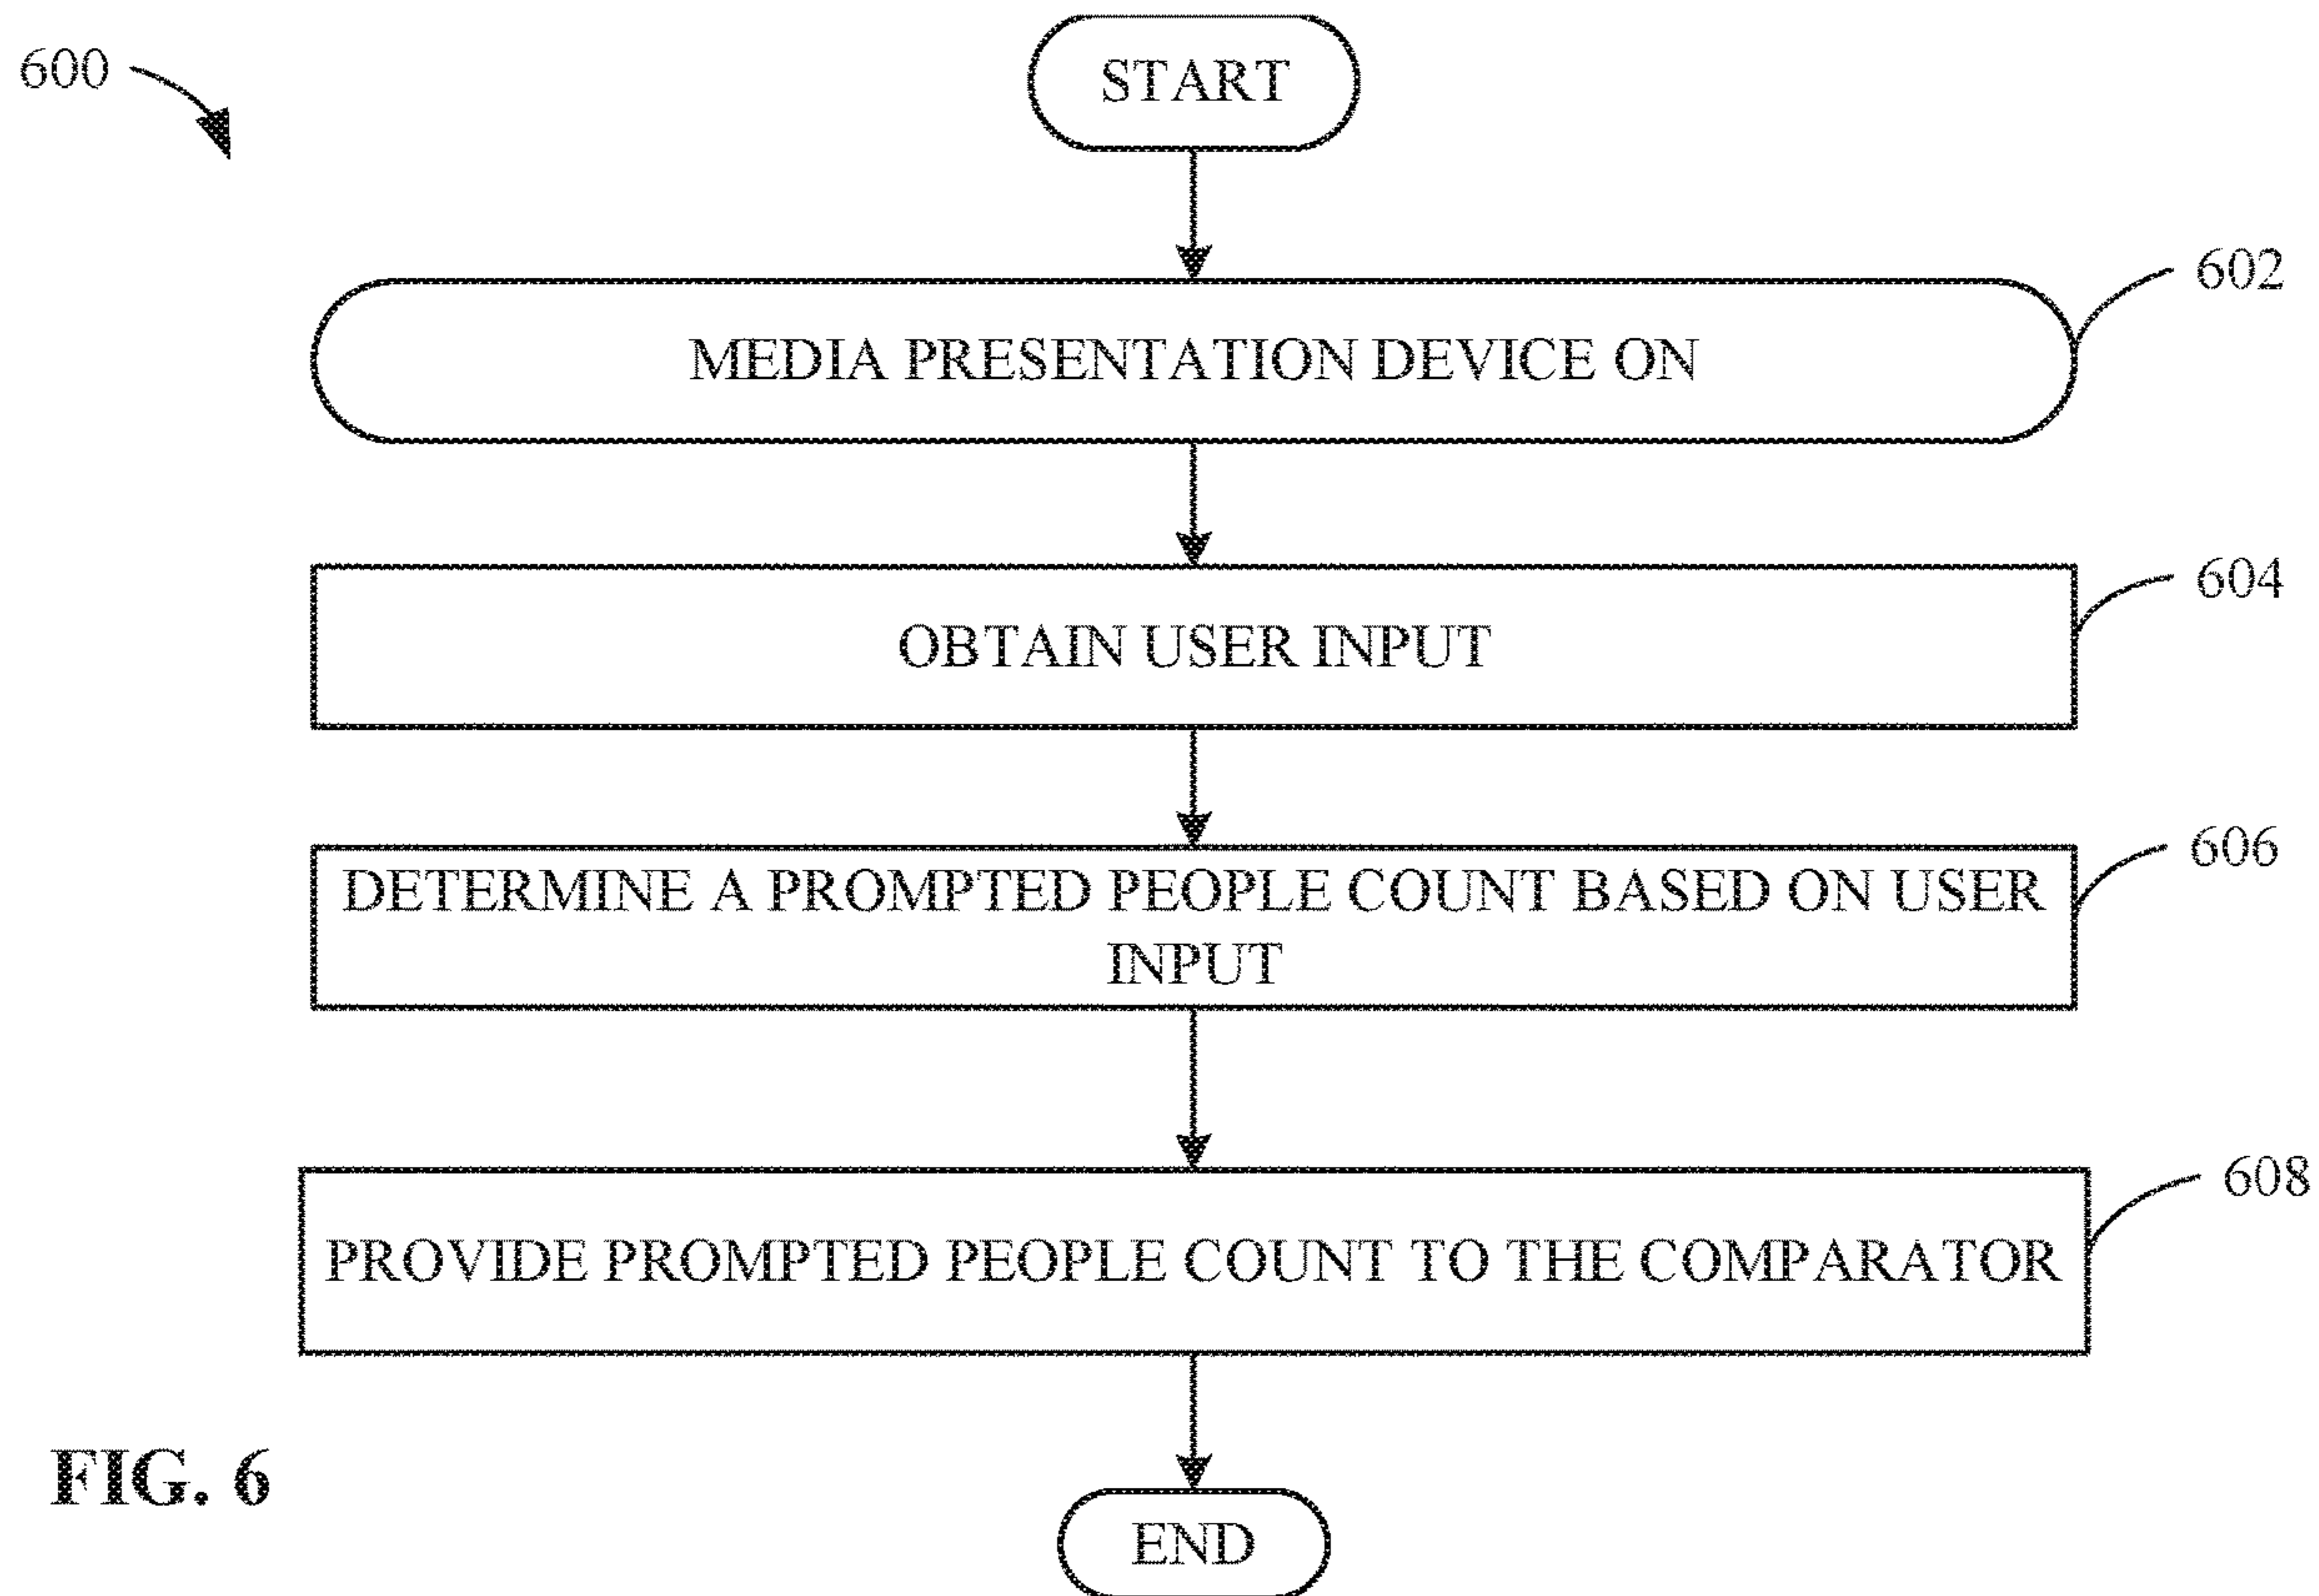 600
START
602
MEDIA PRESENTATION DEVICE ON
604
OBTAIN USER INPUT
606
DETERMINE A PROMPTED PEOPLE COUNT BASED ON USER
INPUT
608
PROVIDE PROMPTED PEOPLE COUNT TO THE COMPARATOR
FIG. 6
END